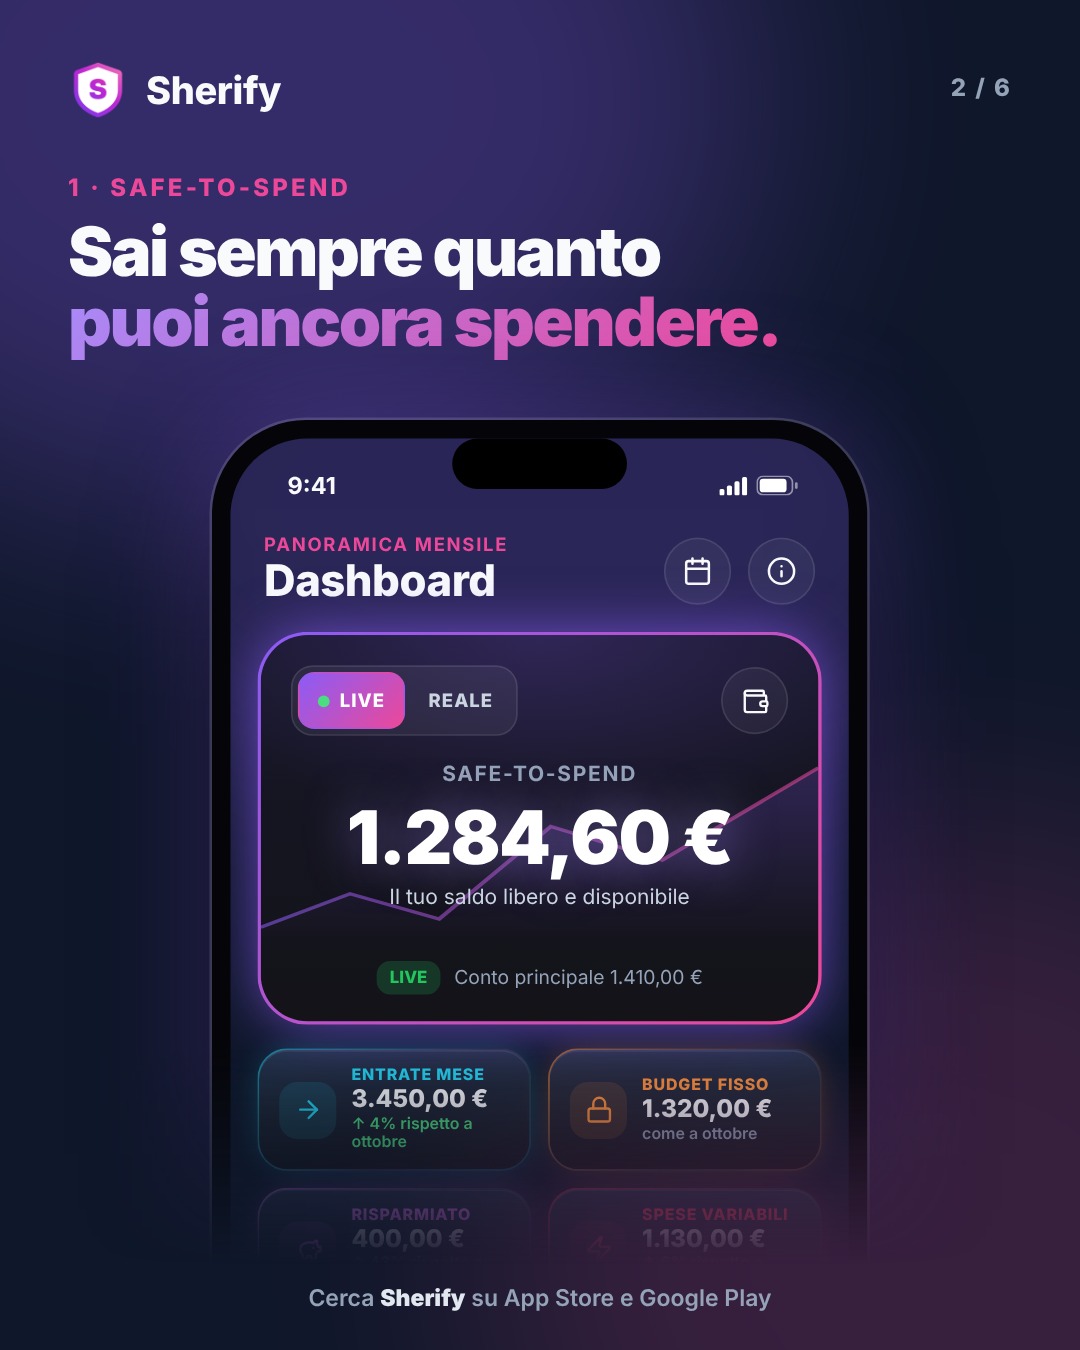 S
Sherify
2 / 6
1 · SAFE-TO-SPEND
Sai sempre quanto
puoi ancora spendere.
9:41
PANORAMICA MENSILE
Dashboard
LIVE
REALE
SAFE-TO-SPEND
1.284,60 €
Il tuo saldo libero e disponibile
LIVE
Conto principale 1.410,00 €
ENTRATE MESE
3.450,00 €
↑ 4% rispetto a
ottobre
BUDGET FISSO
1.320,00 €
come a ottobre
RISPARMIATO
400,00 €
SPESE VARIABILI
1.130,00 €
Cerca Sherify su App Store e Google Play